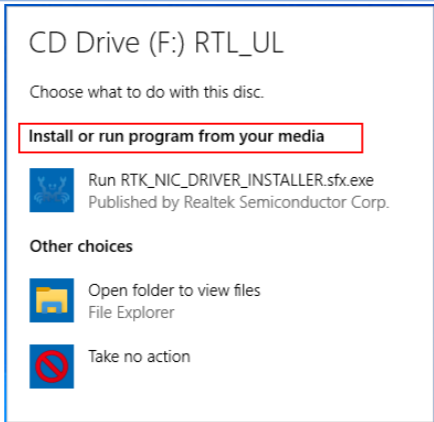 CD Drive (F:) RTL_UL
Choose what to do with this disc.
Install or run program from your media
Run RTK_NIC_DRIVER_INSTALLER.sfx.exe
Published by Realtek Semiconductor Corp.
Other choices
Open folder to view files
File Explorer
Take no action